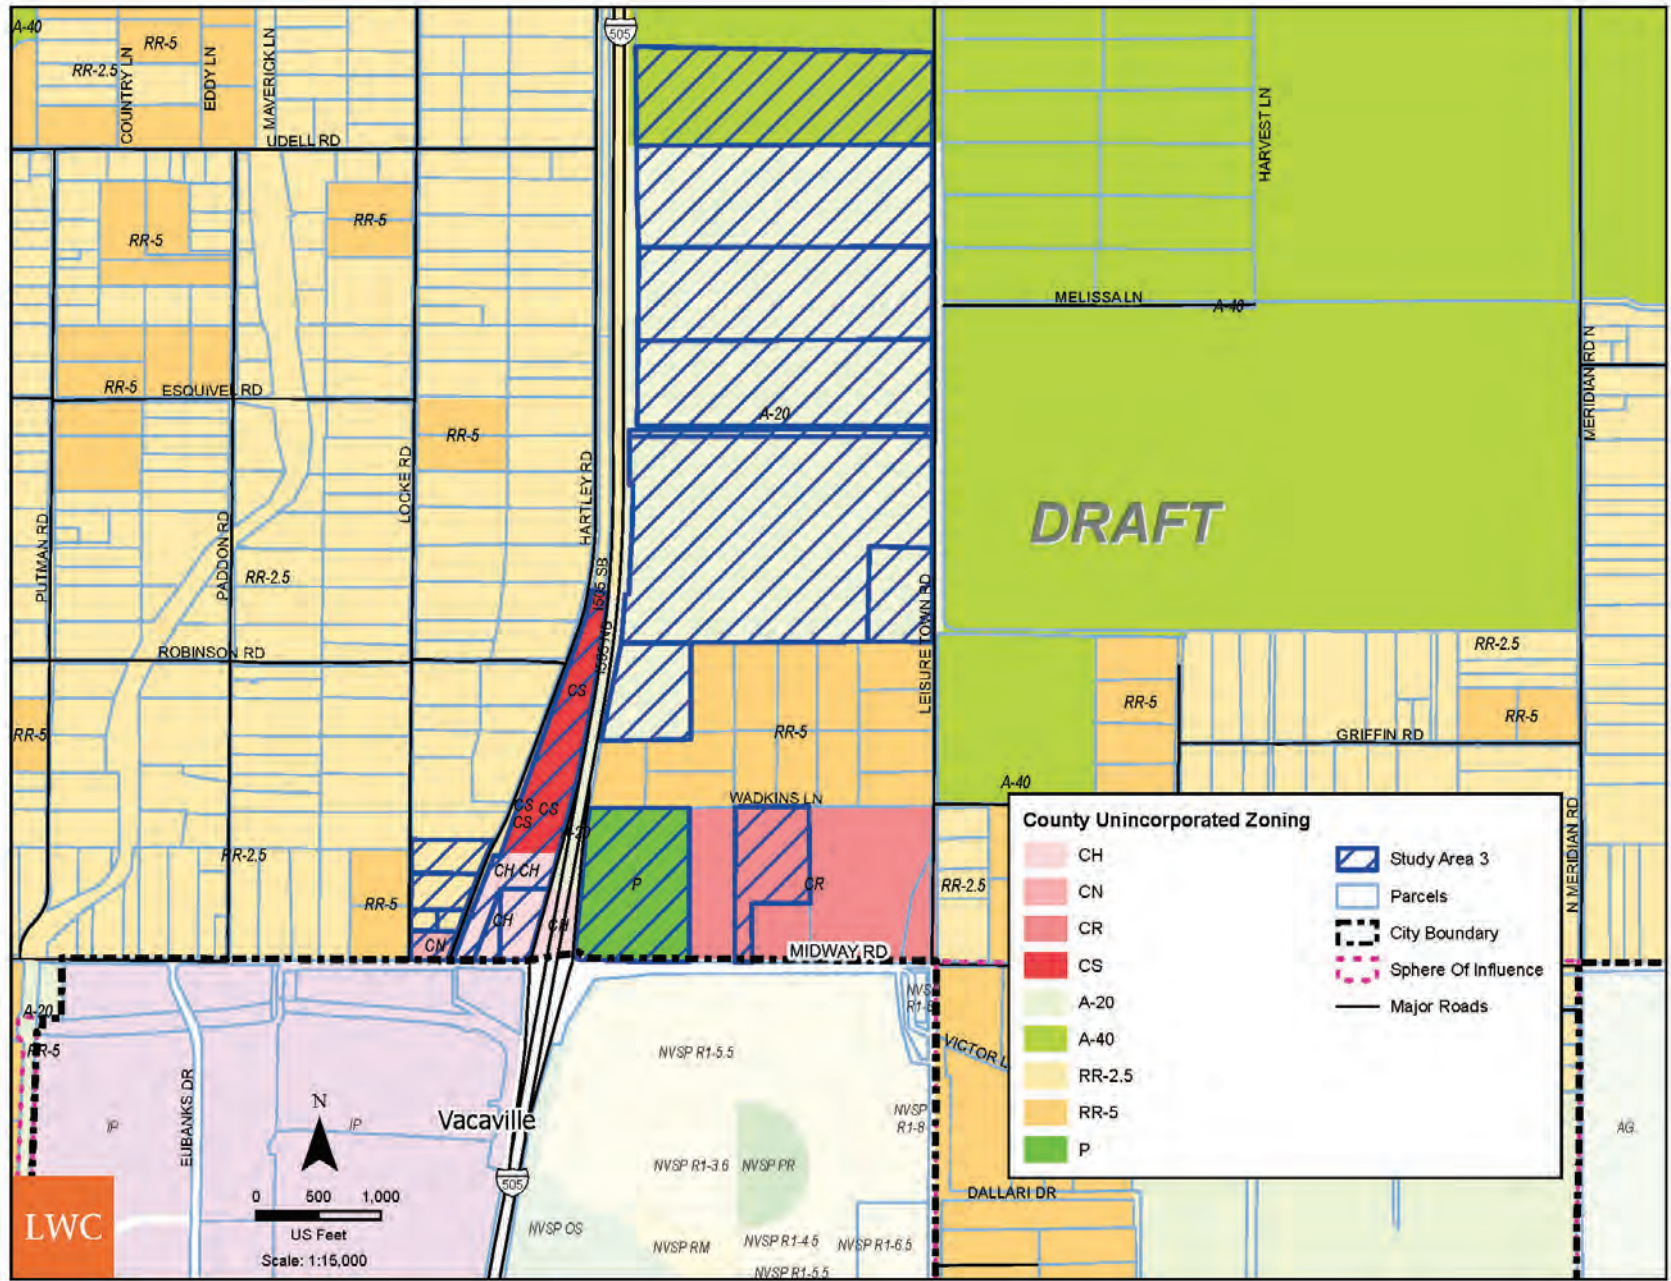 A-40
RR-5
RR-2.5
COUNTRY LN
EDDY LN
MAVERICK LN
UDELL RD
505
HARVEST LN
RR-5
RR-5
MELISSA LN
A-40
MERIDIAN RD N
RR-5
ESQUIVEL RD
A-20
RR-5
LOCKE RD
HARTLEY RD
DRAFT
PUTMAN RD
PADDON RD
RR-2.5
I505 SB
I505 NB
LEISURE TOWN RD
ROBINSON RD
RR-2.5
CS
RR-5
RR-5
RR-5
RR-5
GRIFFIN RD
A-40
WADKINS LN
CS CS
CS
A-20
RR-2.5
CH CH
P
CR
RR-2.5
RR-5
CH
CH
CN
MIDWAY RD
N MERIDIAN RD
County Unincorporated Zoning
CH
CN
CR
CS
A-20
A-40
RR-2.5
RR-5
P
Study Area 3
Parcels
City Boundary
Sphere Of Influence
Major Roads
A-20
RR-5
NVSP R1-5.5
VICTOR L
EUBANKS DR
IP
N
IP
Vacaville
NVSP
R1-8
AG
NVSP R1-3.6
NVSP PR
505
DALLARI DR
0 500 1,000
US Feet
Scale: 1:15,000
LWC
NVSP OS
NVSP RM
NVSP R1-4.5
NVSP R1-6.5
NVSP R1-5.5